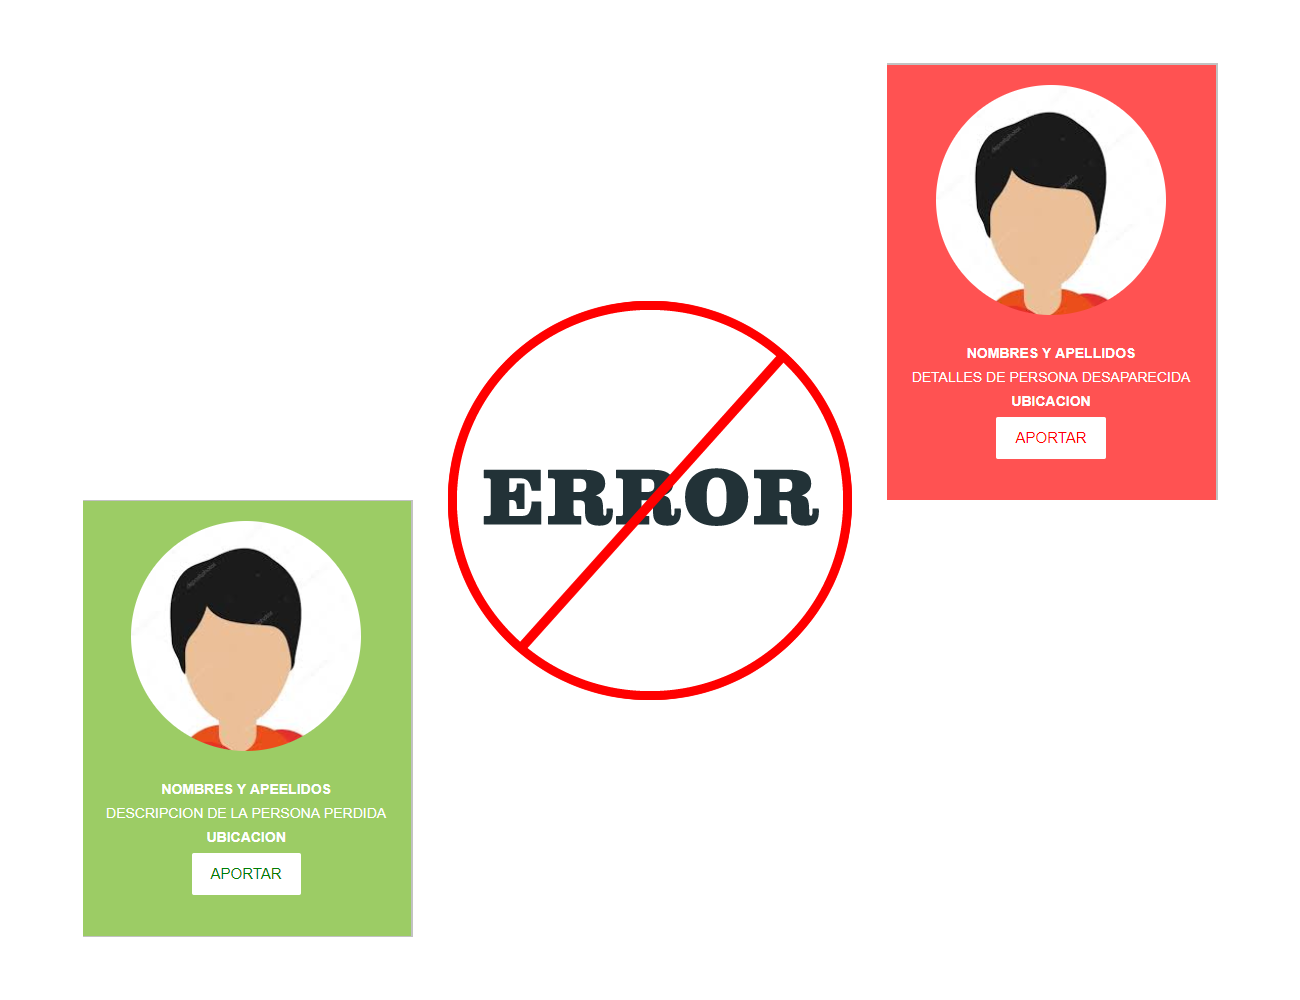 NOMBRES Y APELLIDOS
DETALLES DE PERSONA DESAPARECIDA
UBICACION
APORTAR
ERROR
NOMBRES Y APEELIDOS
DESCRIPCION DE LA PERSONA PERDIDA
UBICACION
APORTAR